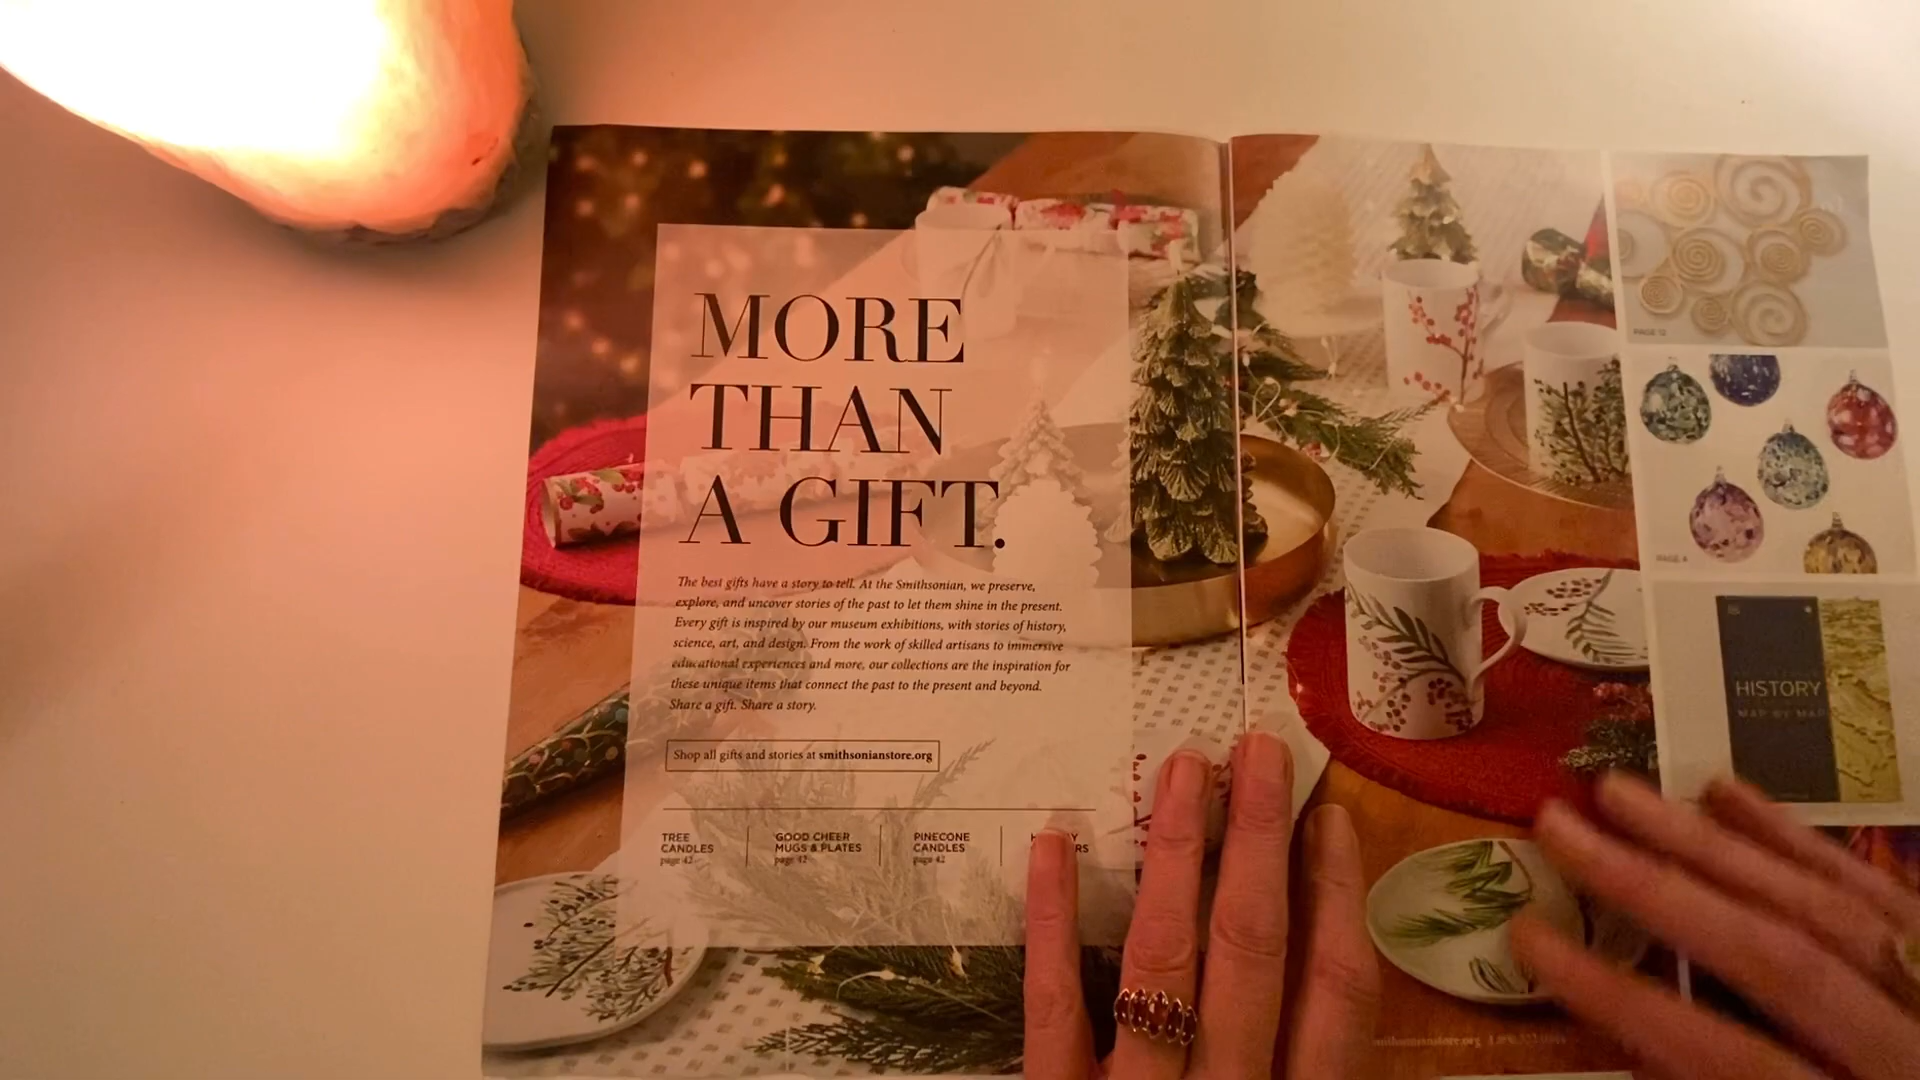 MORE
THAN
A GIFT.
The best gifts have a story to tell. At the Smithsonian, we preserve,
explore, and uncover stories of the past to let them shine in the present.
Every gift is inspired by our museum exhibitions, with stories of history,
science, art, and design. From the work of skilled artisans to immersive
educational experiences and more, our collections are the inspiration for
these unique items that connect the past to the present and beyond.
Share a gift. Share a story.
Shop all gifts and stories at smithsonianstore.org
TREE
CANDLES
page 42
GOOD CHEER
MUGS & PLATES
page 42
PINECONE
CANDLES
page 42
PAGE 12
PAGE 4
HISTORY
MAP BY MAP
smithsonianstore.org